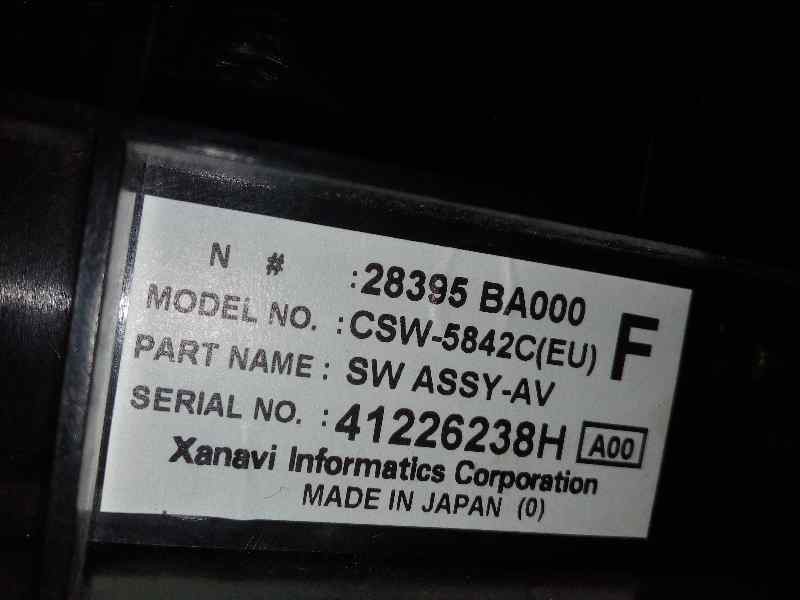 N # : 28395 BA000
MODEL NO. : CSW-5842C(EU) F
PART NAME : SW ASSY-AV
SERIAL NO. : 41226238H A00
Xanavi Informatics Corporation
MADE IN JAPAN (0)